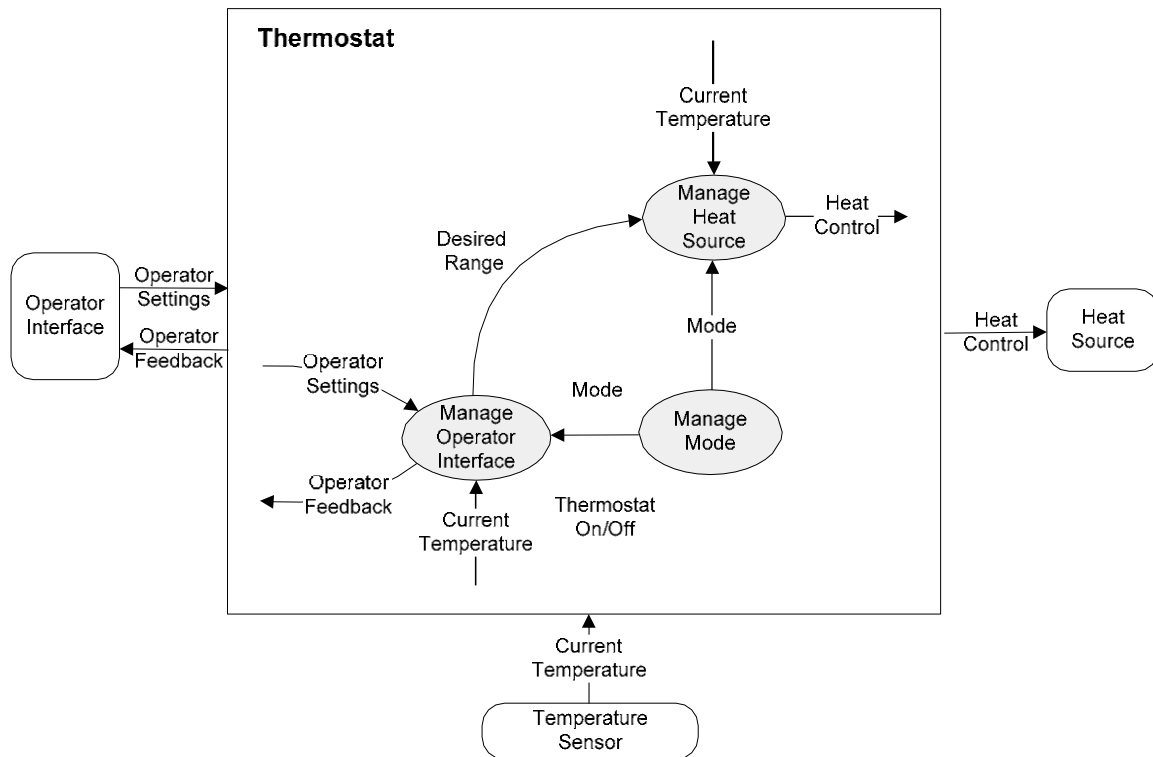 Thermostat
Current
Temperature
Manage
Heat
Source
Heat
Control
Desired
Range
Operator
Interface
Operator
Settings
Operator
Feedback
Mode
Heat
Control
Heat
Source
Operator
Settings
Mode
Manage
Operator
Interface
Manage
Mode
Operator
Feedback
Current
Temperature
Thermostat
On/Off
Current
Temperature
Temperature
Sensor